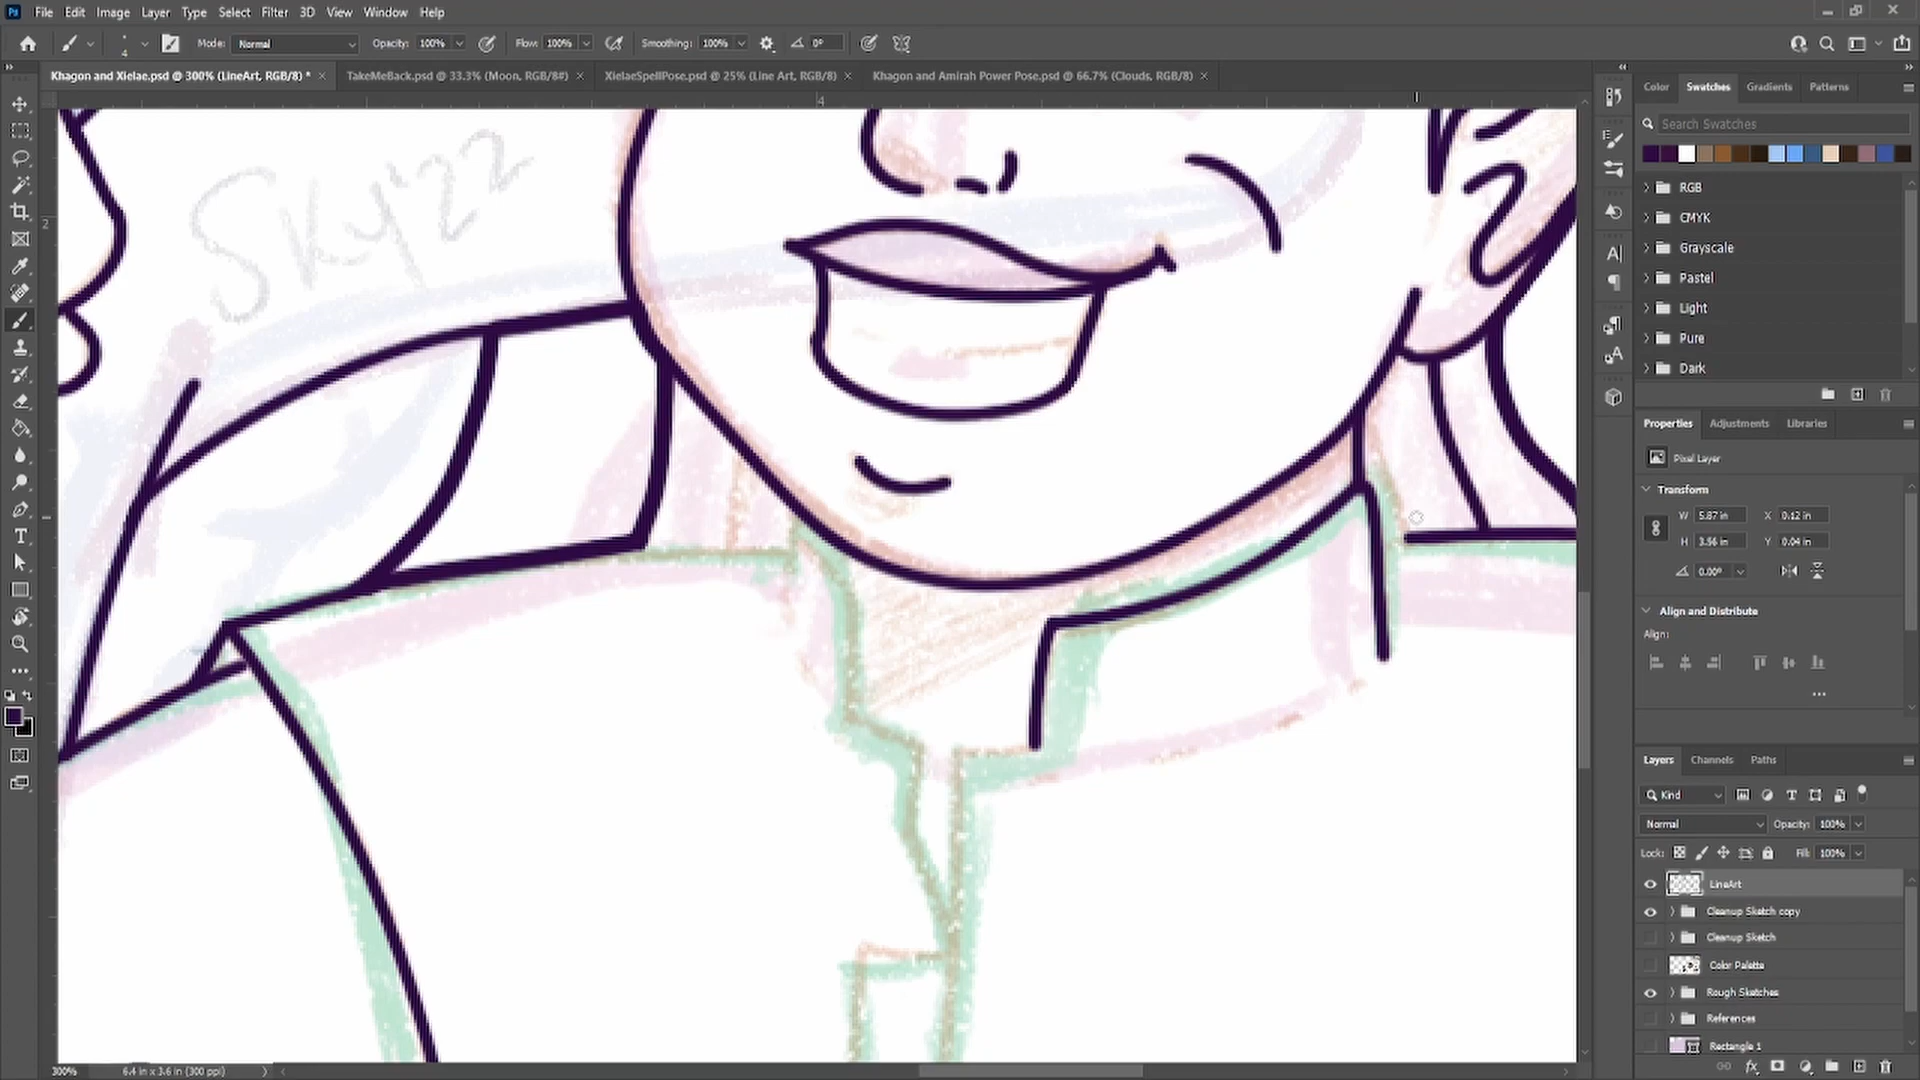 File Edit Image Layer Type Select Filter 3D View Window Help
4 Mode: Normal Opacity: 100% Flow: 100% Smoothing: 100% 0°
Khagon and Xielae.psd @ 300% (LineArt, RGB/8) * TakeMeBack.psd @ 33.3% (Moon, RGB/8#) XielaeSpellPose.psd @ 25% (Line Art, RGB/8) Khagon and Amirah Power Pose.psd @ 66.7% (Clouds, RGB/8)
4
2
Sky'22
Color Swatches Gradients Patterns
Search Swatches
RGB
CMYK
Grayscale
Pastel
Light
Pure
Dark
Properties Adjustments Libraries
Pixel Layer
Transform
W 5.87 in X 0.12 in
H 3.56 in Y 0.04 in
0.00°
Align and Distribute
Align:
Layers Channels Paths
Kind
Normal Opacity: 100%
Lock: Fill: 100%
LineArt
Cleanup Sketch copy
Cleanup Sketch
Color Palette
Rough Sketches
References
Rectangle 1
300% 6.4 in x 3.6 in (300 ppi)